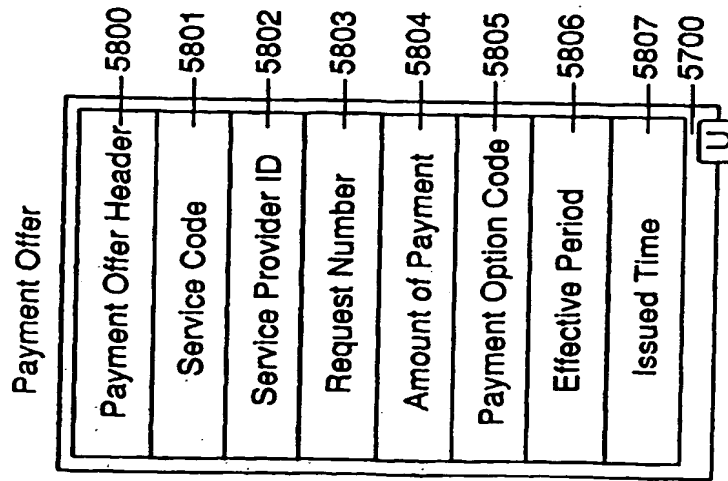 Payment Offer
Payment Offer Header 5800
Service Code 5801
Service Provider ID 5802
Request Number 5803
Amount of Payment 5804
Payment Option Code 5805
Effective Period 5806
Issued Time 5807
5700
U